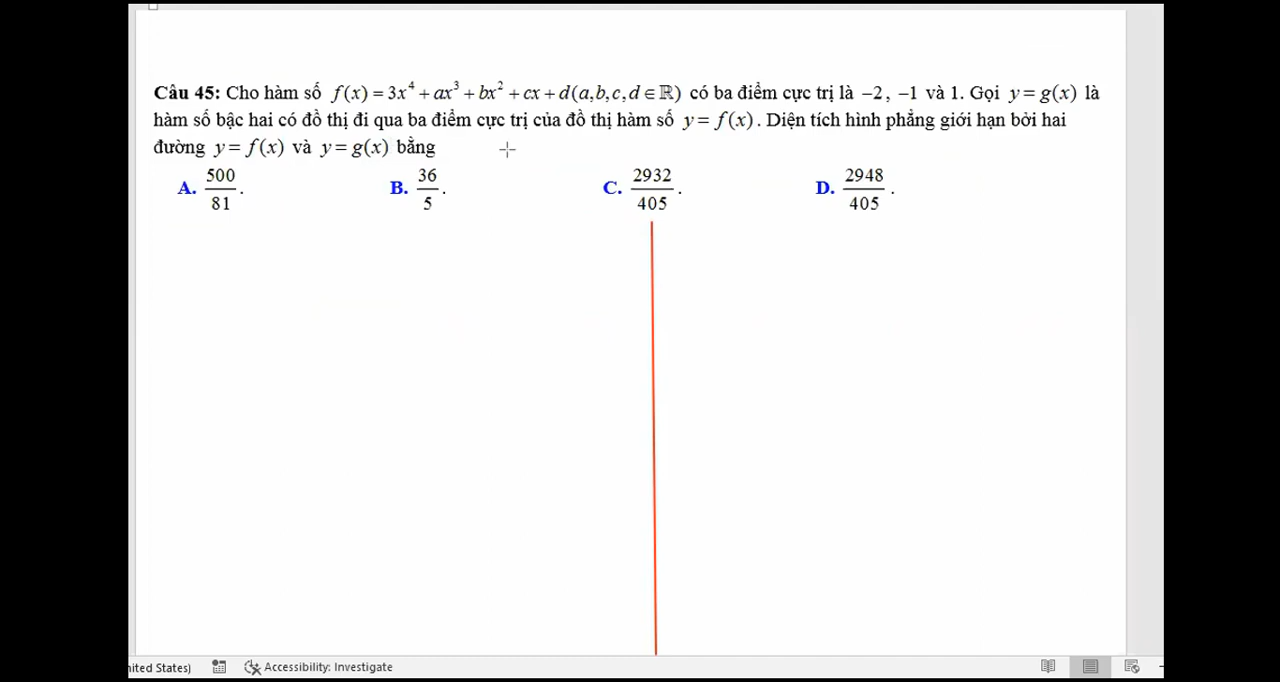 Câu 45: Cho hàm số f(x) = 3x⁴ + ax³ + bx² + cx + d (a,b,c,d ∈ ℝ) có ba điểm cực trị là −2, −1 và 1. Gọi y = g(x) là
hàm số bậc hai có đồ thị đi qua ba điểm cực trị của đồ thị hàm số y = f(x). Diện tích hình phẳng giới hạn bởi hai
đường y = f(x) và y = g(x) bằng
A. 500/81. B. 36/5. C. 2932/405. D. 2948/405.
nited States) Accessibility: Investigate